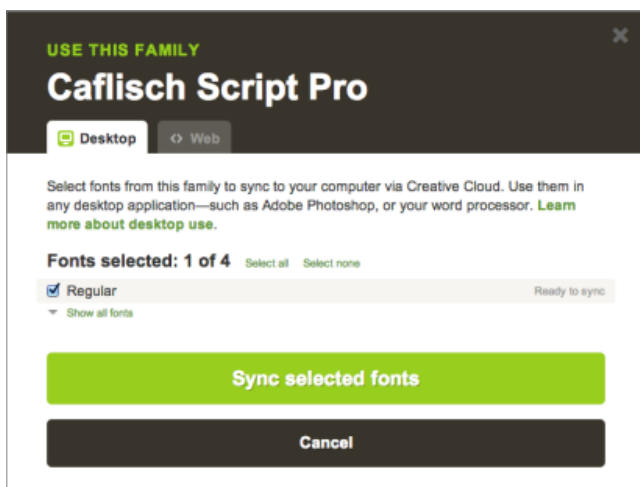 USE THIS FAMILY
Caflisch Script Pro
Desktop
<> Web
Select fonts from this family to sync to your computer via Creative Cloud. Use them in
any desktop application—such as Adobe Photoshop, or your word processor. Learn
more about desktop use.
Fonts selected: 1 of 4 Select all Select none
Regular Ready to sync
Show all fonts
Sync selected fonts
Cancel